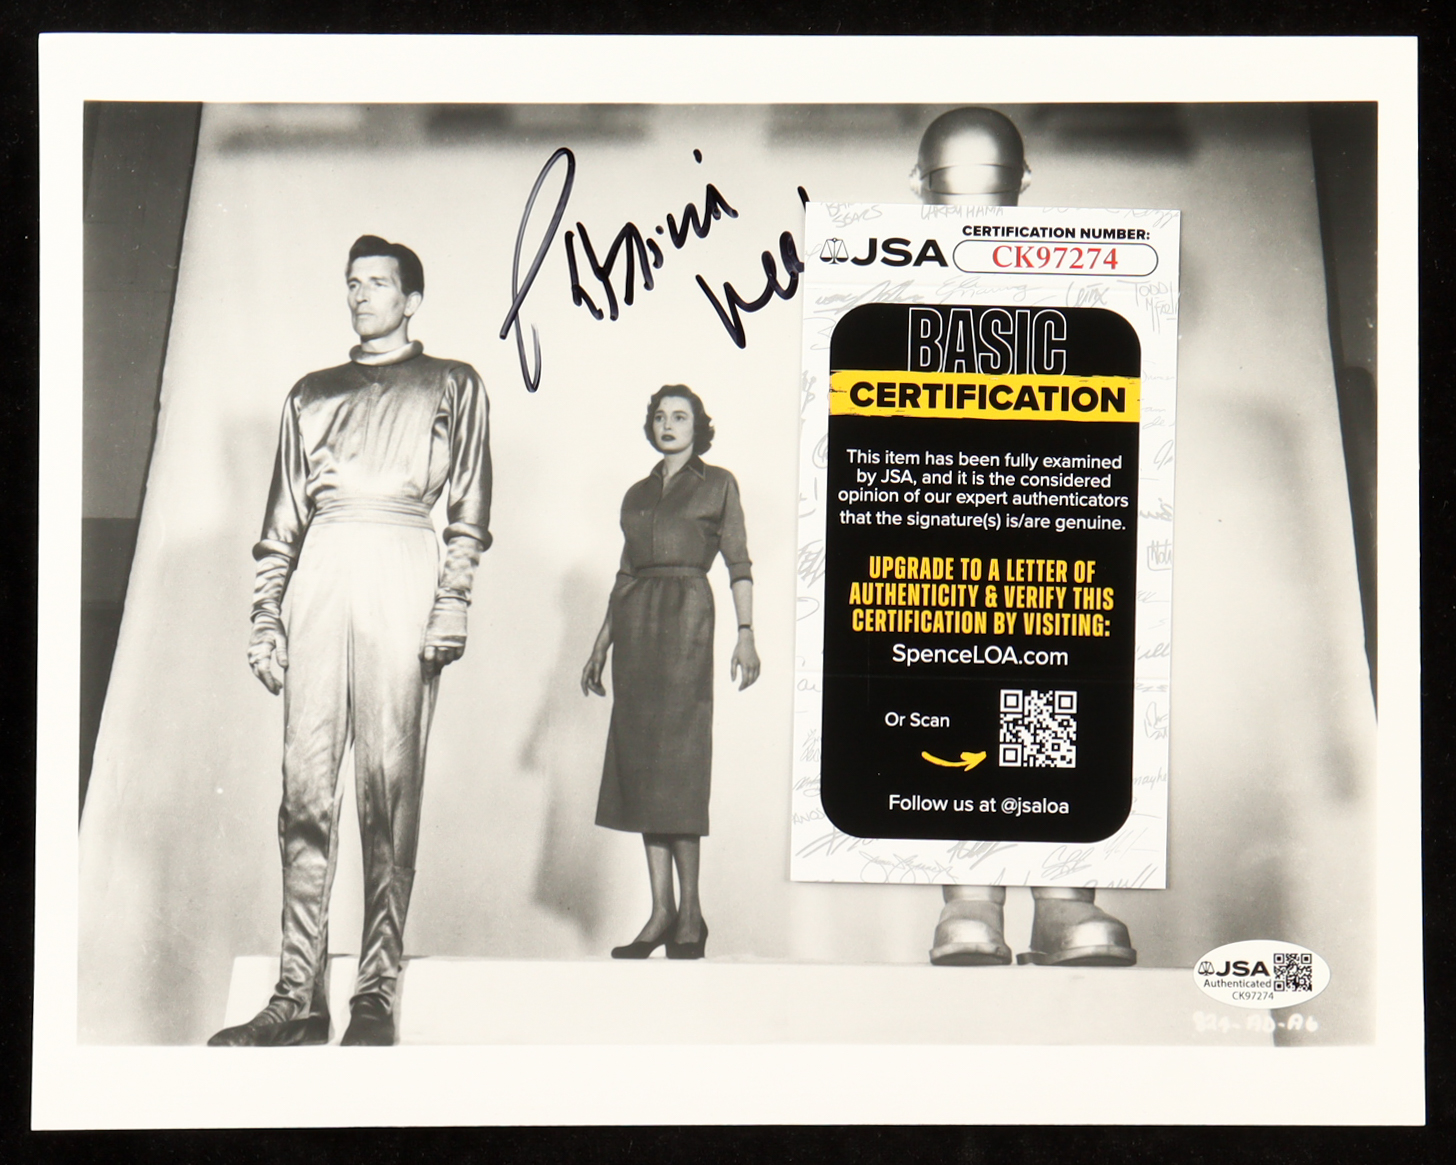 JSA
CERTIFICATION NUMBER:
CK97274
BASIC
CERTIFICATION
This item has been fully examined
by JSA, and it is the considered
opinion of our expert authenticators
that the signature(s) is/are genuine.
UPGRADE TO A LETTER OF
AUTHENTICITY & VERIFY THIS
CERTIFICATION BY VISITING:
SpenceLOA.com
Or Scan
Follow us at @jsaloa
JSA
Authenticated
CK97274